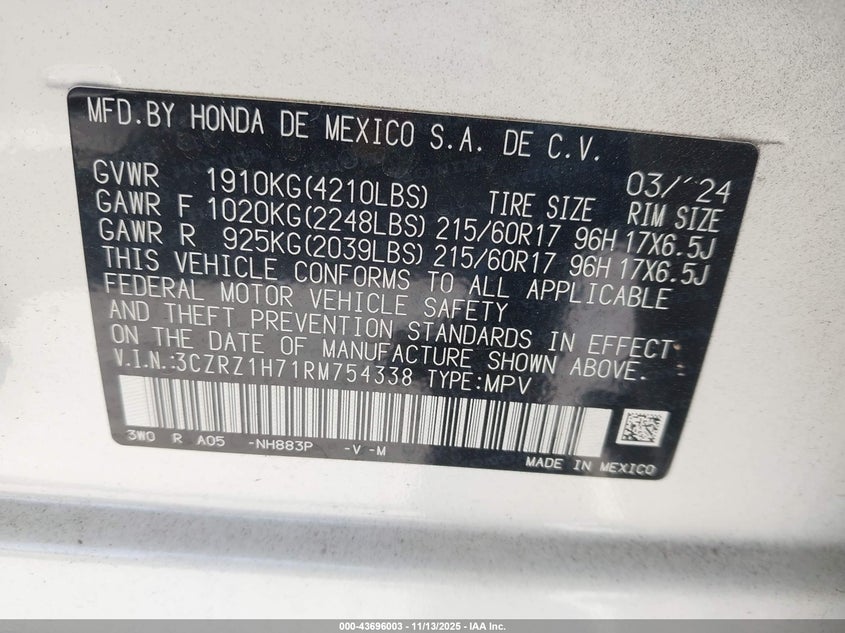 MFD.BY HONDA DE MEXICO S.A. DE C.V.
03/'24
GVWR 1910KG(4210LBS) TIRE SIZE RIM SIZE
GAWR F 1020KG(2248LBS) 215/60R17 96H 17X6.5J
GAWR R 925KG(2039LBS) 215/60R17 96H 17X6.5J
THIS VEHICLE CONFORMS TO ALL APPLICABLE
FEDERAL MOTOR VEHICLE SAFETY
AND THEFT PREVENTION STANDARDS IN EFFECT
ON THE DATE OF MANUFACTURE SHOWN ABOVE.
V.I.N.:3CZRZ1H71RM754338 TYPE:MPV
3W0 R A05 -NH883P -V -M
MADE IN MEXICO
000-43696003 - 11/13/2025 - IAA Inc.